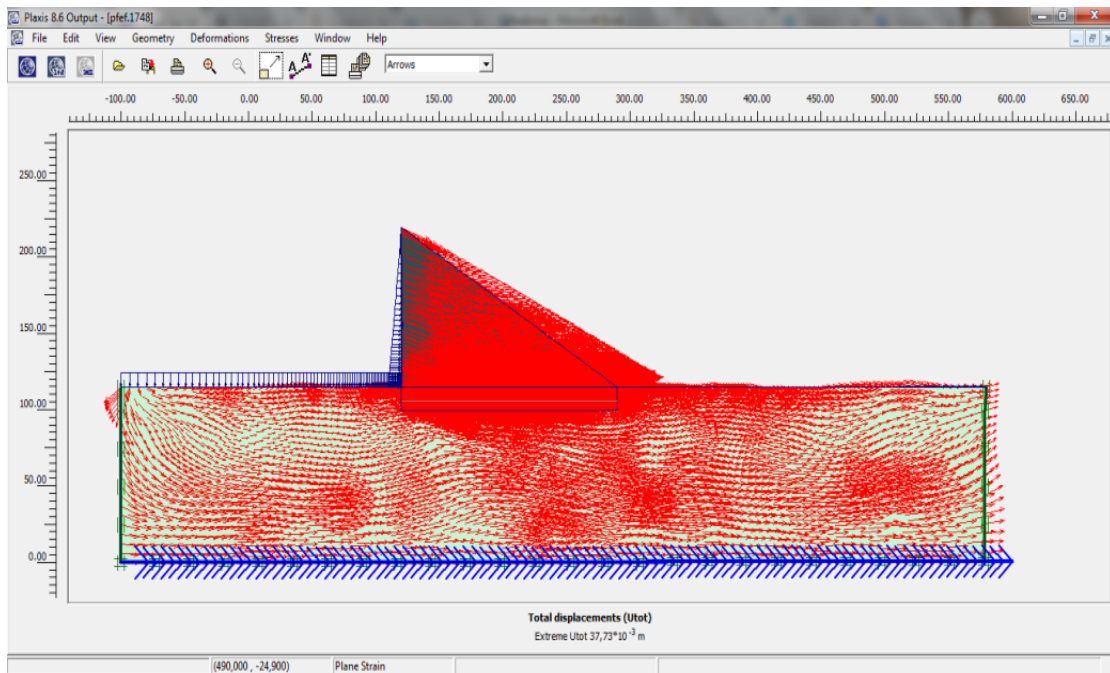 Plaxis 8.6 Output - [pfef.1748]
File Edit View Geometry Deformations Stresses Window Help
Arrows
-100.00 -50.00 0.00 50.00 100.00 150.00 200.00 250.00 300.00 350.00 400.00 450.00 500.00 550.00 600.00 650.00
250.00
200.00
150.00
100.00
50.00
0.00
Total displacements (Utot)
Extreme Utot 37,73*10 -3 m
(490,000 , -24,900) Plane Strain